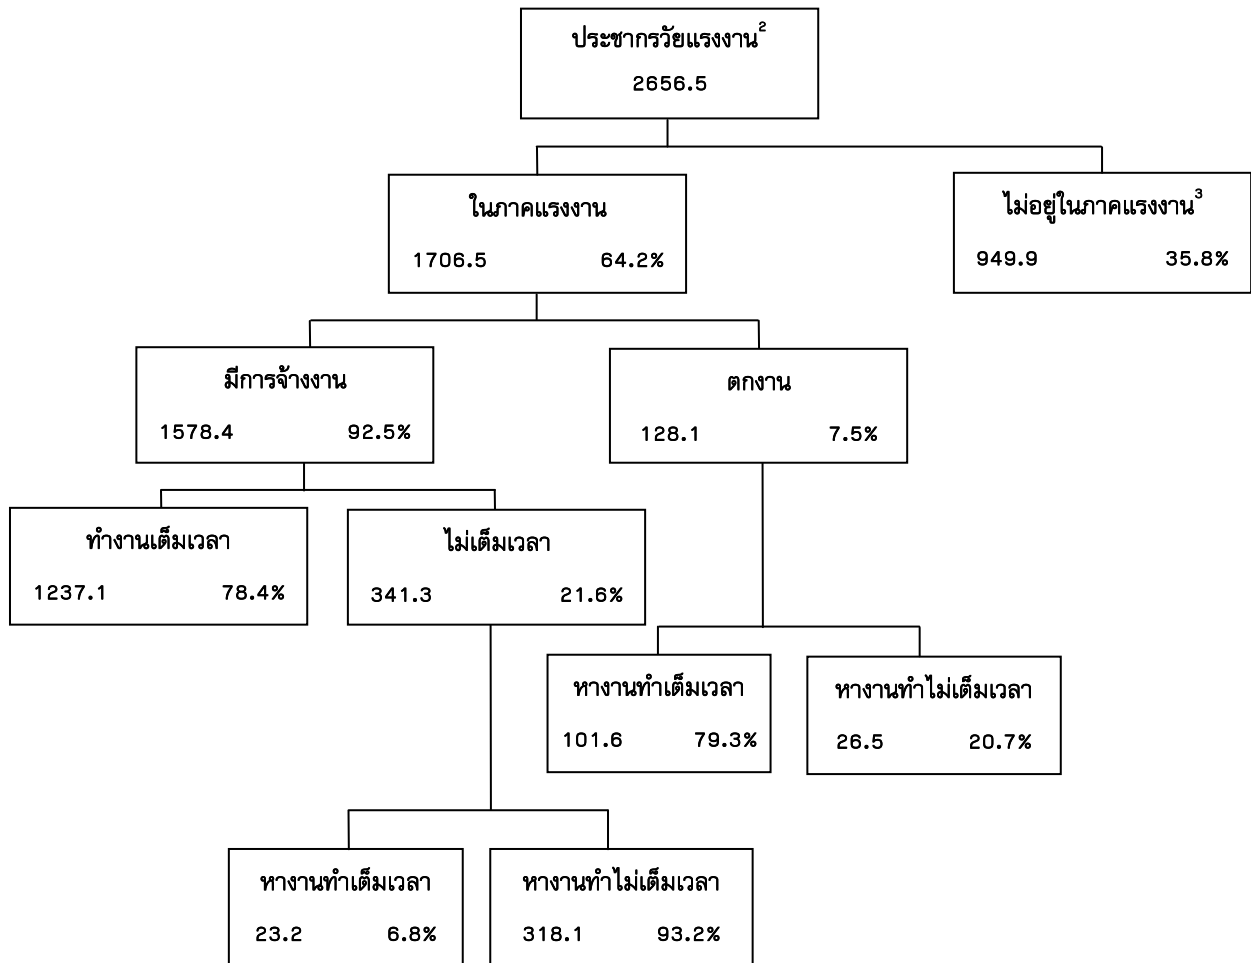 ประชากรวัยแรงงาน²
2656.5
ในภาคแรงงาน
1706.5 64.2%
ไม่อยู่ในภาคแรงงาน³
949.9 35.8%
มีการจ้างงาน
1578.4 92.5%
ตกงาน
128.1 7.5%
ทำงานเต็มเวลา
1237.1 78.4%
ไม่เต็มเวลา
341.3 21.6%
หางานทำเต็มเวลา
101.6 79.3%
หางานทำไม่เต็มเวลา
26.5 20.7%
หางานทำเต็มเวลา
23.2 6.8%
หางานทำไม่เต็มเวลา
318.1 93.2%